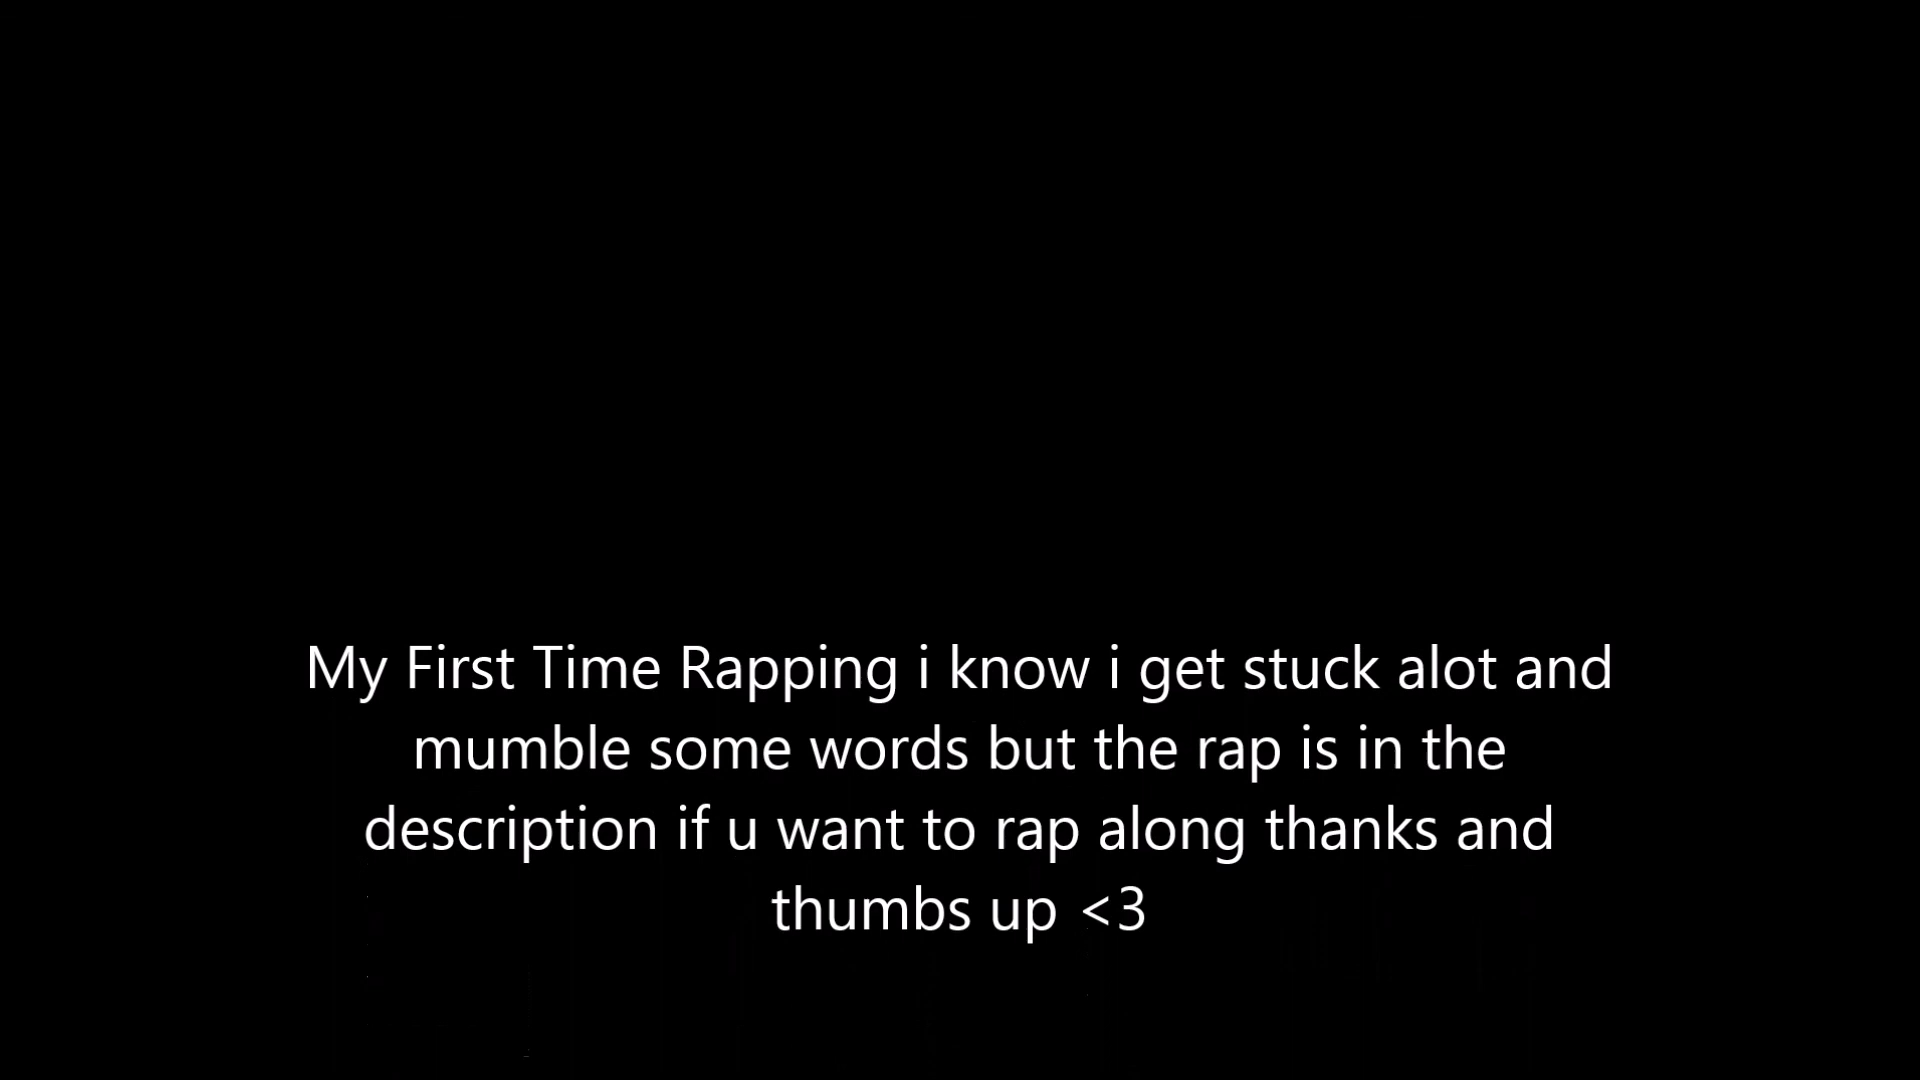 My First Time Rapping i know i get stuck alot and
mumble some words but the rap is in the
description if u want to rap along thanks and
thumbs up <3